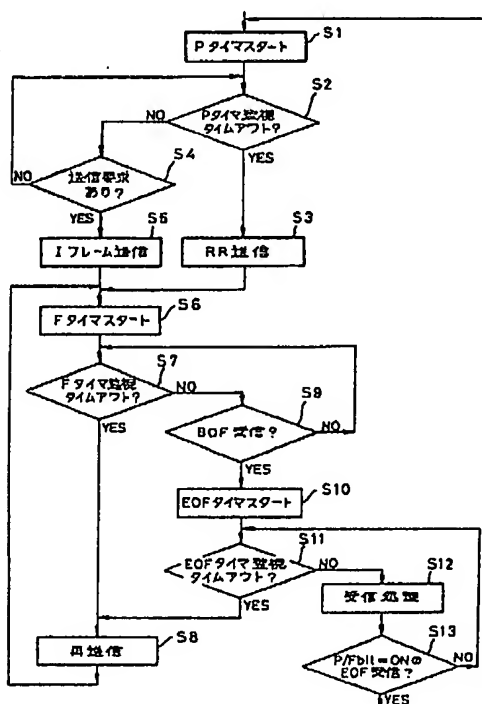 S1
Pタイマスタート
S2
Pタイマ監視
タイムアウト?
NO
YES
S4
送信要求
あり?
NO
YES
S5
Iフレーム送信
S3
RR送信
S6
Fタイマスタート
S7
Fタイマ監視
タイムアウト?
NO
YES
S9
BOF受信?
NO
YES
S10
EOFタイマスタート
S11
EOFタイマ監視
タイムアウト?
NO
YES
S12
受信処理
S8
再送信
S13
P/Fbit=ONの
EOF受信?
NO
YES